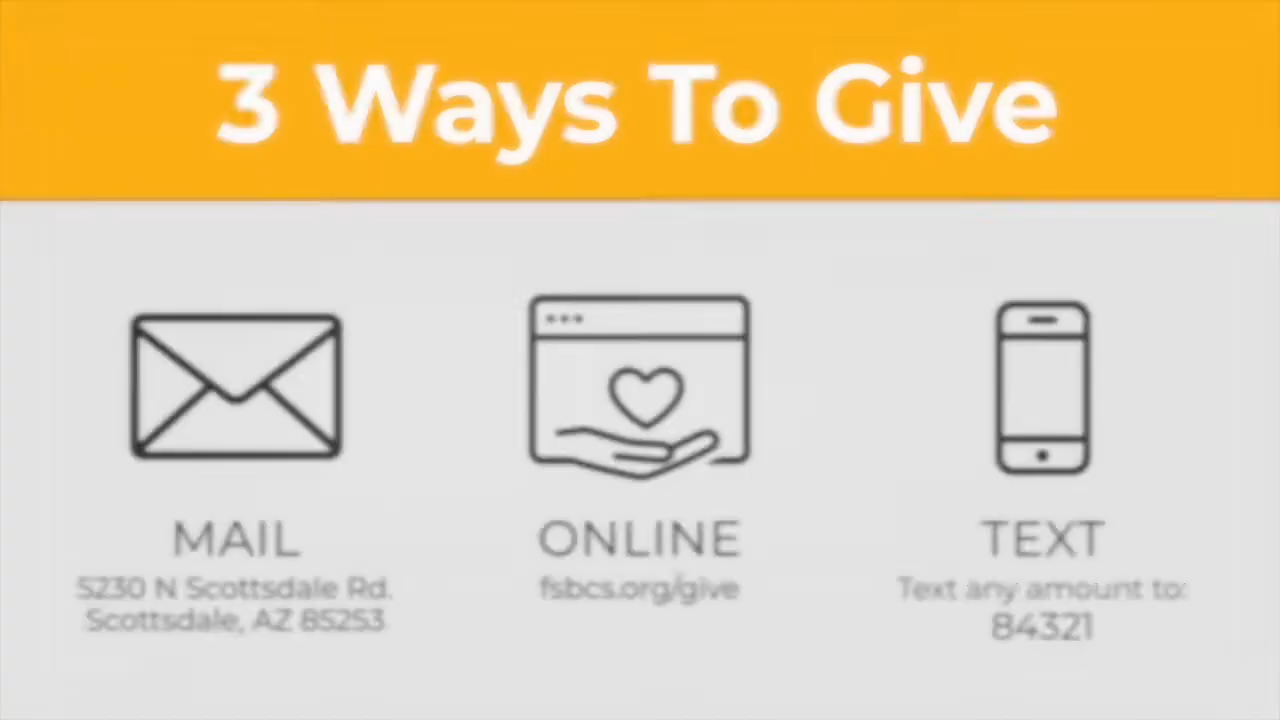 3 Ways To Give
MAIL
5230 N Scottsdale Rd.
Scottsdale, AZ 85253
ONLINE
fsbcs.org/give
TEXT
Text any amount to:
84321